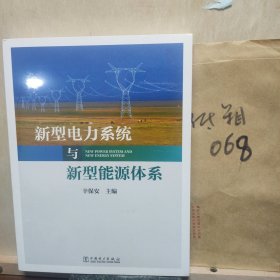 新型电力系统
NEW POWER SYSTEM AND
NEW ENERGY SYSTEM
与
新型能源体系
辛保安 主编
中国电力出版社
068